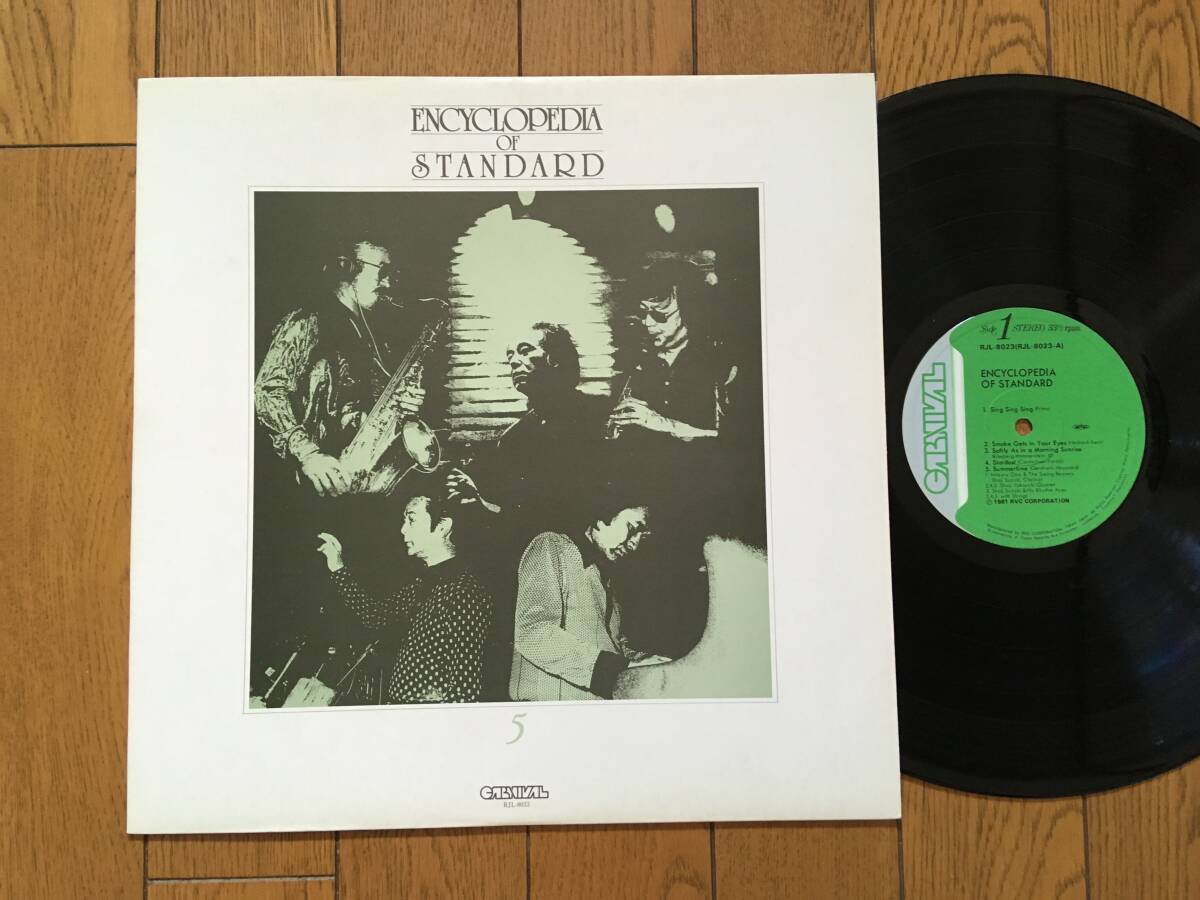 ENCYCLOPEDIA
OF
STANDARD
5
CARNIVAL
RJL-8023
CARNIVAL
Side 1 STEREO 33⅓ rpm
RJL-8023(RJL-8023-A)
ENCYCLOPEDIA
OF STANDARD
1. Sing Sing Sing Prima
2. Smoke Gets In Your Eyes
3. Softly As in a Morning Sunrise
4.
5. Summertime
℗ 1981 RVC CORPORATION